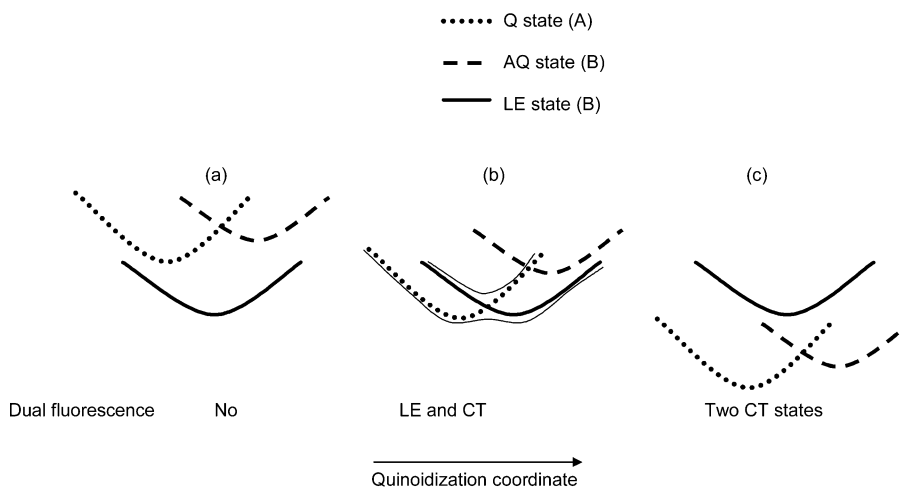 Q state (A)
AQ state (B)
LE state (B)
(a) (b) (c)
Dual fluorescence No LE and CT Two CT states
Quinoidization coordinate